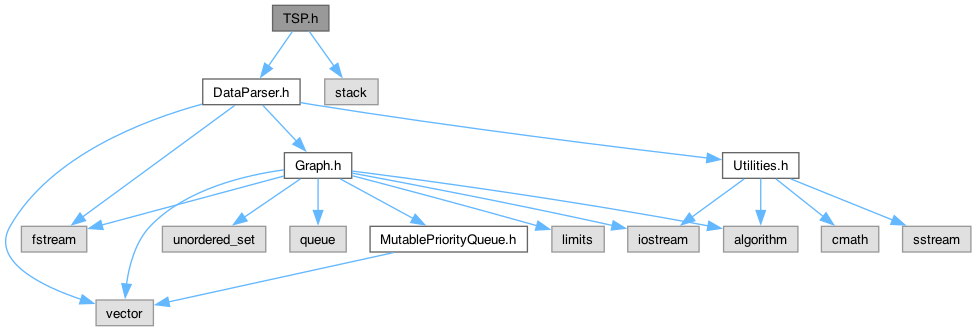 TSP.h
DataParser.h
stack
Graph.h
Utilities.h
fstream
unordered_set
queue
MutablePriorityQueue.h
limits
iostream
algorithm
cmath
sstream
vector